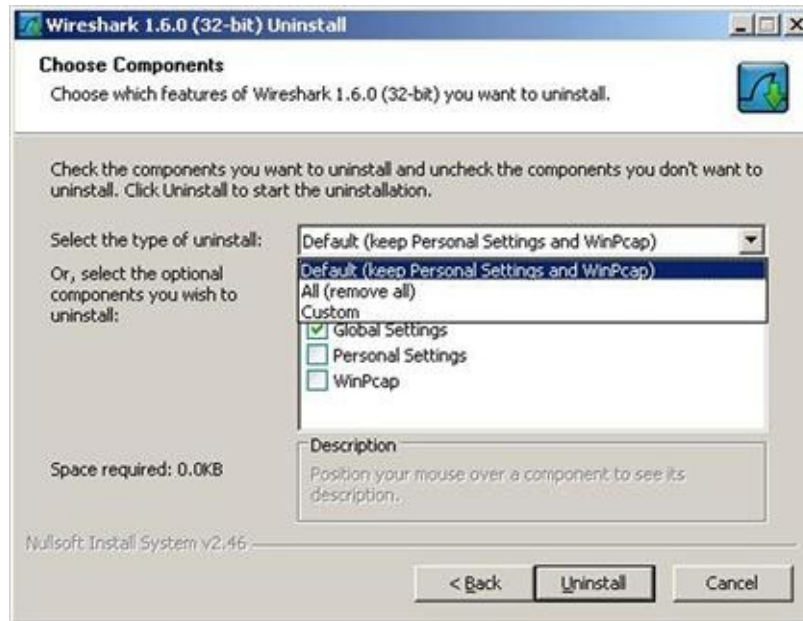 Wireshark 1.6.0 (32-bit) Uninstall
Choose Components
Choose which features of Wireshark 1.6.0 (32-bit) you want to uninstall.
Check the components you want to uninstall and uncheck the components you don't want to
uninstall. Click Uninstall to start the uninstallation.
Select the type of uninstall:
Default (keep Personal Settings and WinPcap)
Default (keep Personal Settings and WinPcap)
All (remove all)
Custom
Or, select the optional
components you wish to
uninstall:
Global Settings
Personal Settings
WinPcap
Space required: 0.0KB
Description
Position your mouse over a component to see its
description.
Nullsoft Install System v2.46
< Back
Uninstall
Cancel